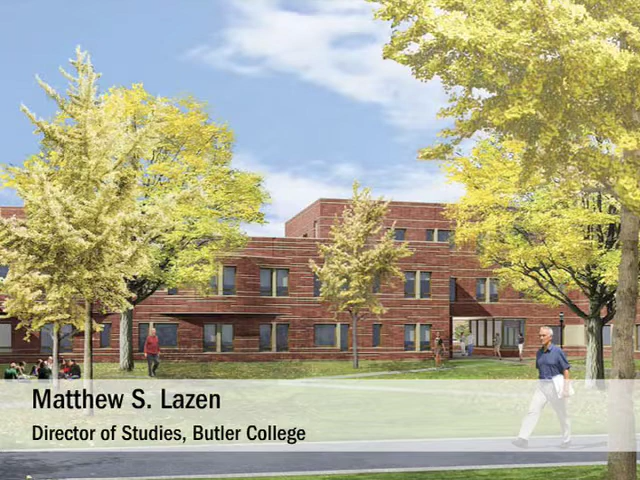 Matthew S. Lazen
Director of Studies, Butler College